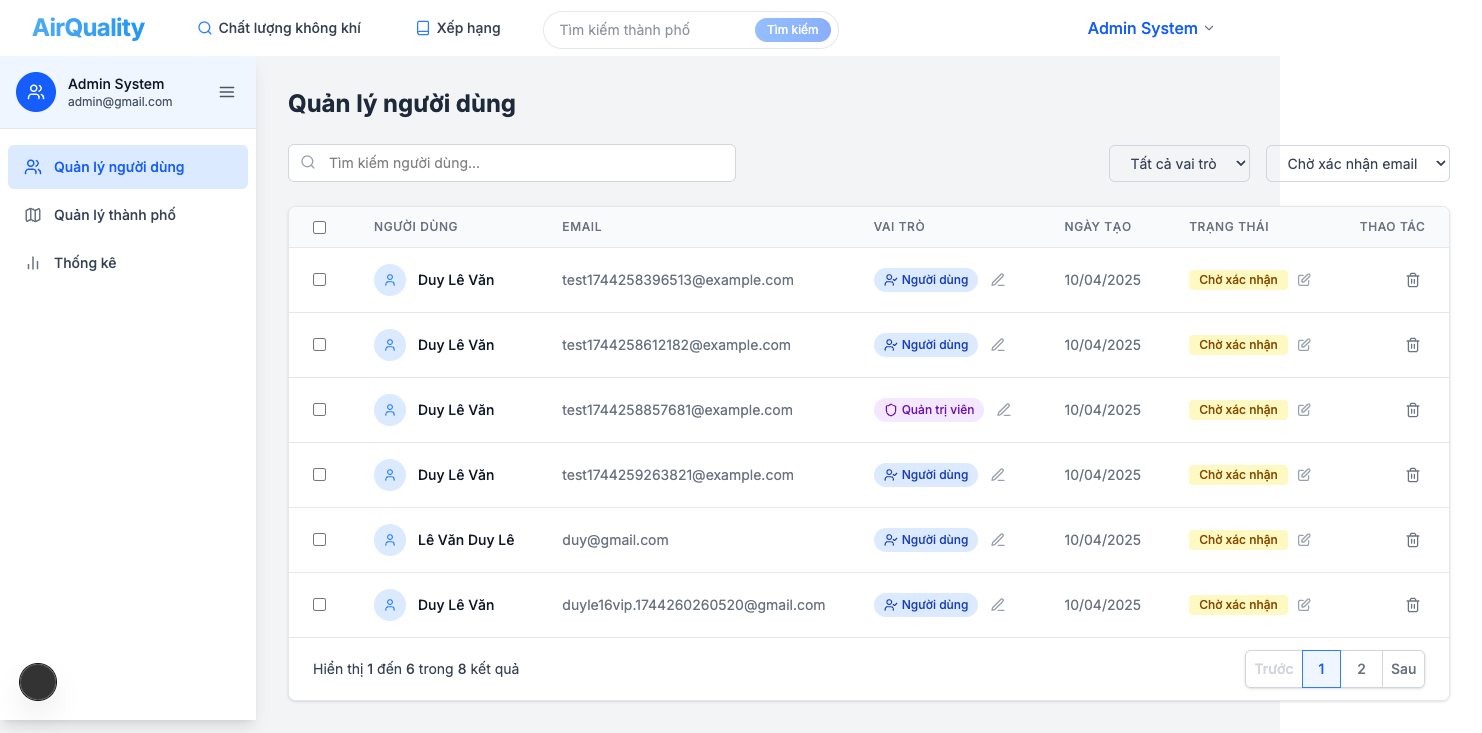 AirQuality Chất lượng không khí Xếp hạng Tìm kiếm thành phố Tìm kiếm Admin System
Admin System
admin@gmail.com
Quản lý người dùng
Quản lý thành phố
Thống kê
Quản lý người dùng
Tìm kiếm người dùng... Tất cả vai trò Chờ xác nhận email
NGƯỜI DÙNG EMAIL VAI TRÒ NGÀY TẠO TRẠNG THÁI THAO TÁC
Duy Lê Văn test1744258396513@example.com Người dùng 10/04/2025 Chờ xác nhận
Duy Lê Văn test1744258612182@example.com Người dùng 10/04/2025 Chờ xác nhận
Duy Lê Văn test1744258857681@example.com Quản trị viên 10/04/2025 Chờ xác nhận
Duy Lê Văn test1744259263821@example.com Người dùng 10/04/2025 Chờ xác nhận
Lê Văn Duy Lê duy@gmail.com Người dùng 10/04/2025 Chờ xác nhận
Duy Lê Văn duyle16vip.1744260260520@gmail.com Người dùng 10/04/2025 Chờ xác nhận
Hiển thị 1 đến 6 trong 8 kết quả Trước 1 2 Sau